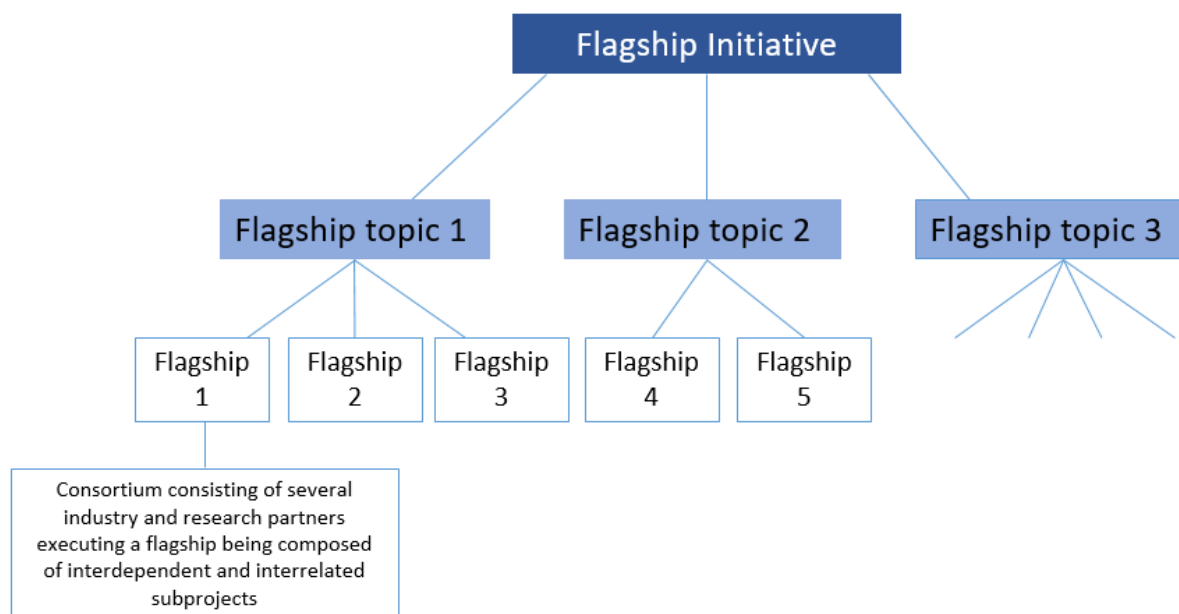 Flagship Initiative
Flagship topic 1
Flagship topic 2
Flagship topic 3
Flagship
1
Flagship
2
Flagship
3
Flagship
4
Flagship
5
Consortium consisting of several
industry and research partners
executing a flagship being composed
of interdependent and interrelated
subprojects